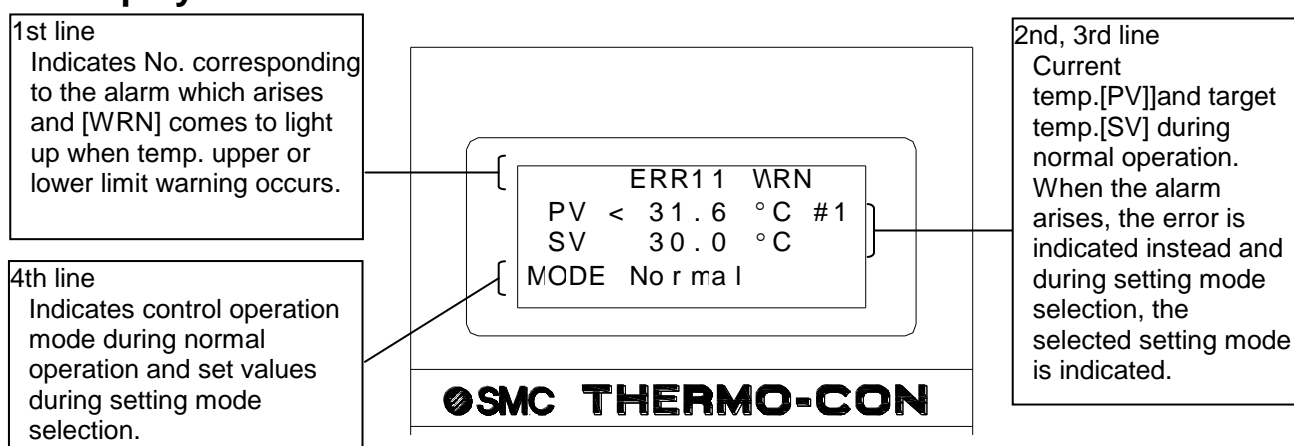 1st line
Indicates No. corresponding
to the alarm which arises
and [WRN] comes to light
up when temp. upper or
lower limit warning occurs.
4th line
Indicates control operation
mode during normal
operation and set values
during setting mode
selection.
ERR11 WRN
PV < 31.6 °C #1
SV 30.0 °C
MODE Normal
SMC THERMO-CON
2nd, 3rd line
Current
temp.[PV]]and target
temp.[SV] during
normal operation.
When the alarm
arises, the error is
indicated instead and
during setting mode
selection, the
selected setting mode
is indicated.